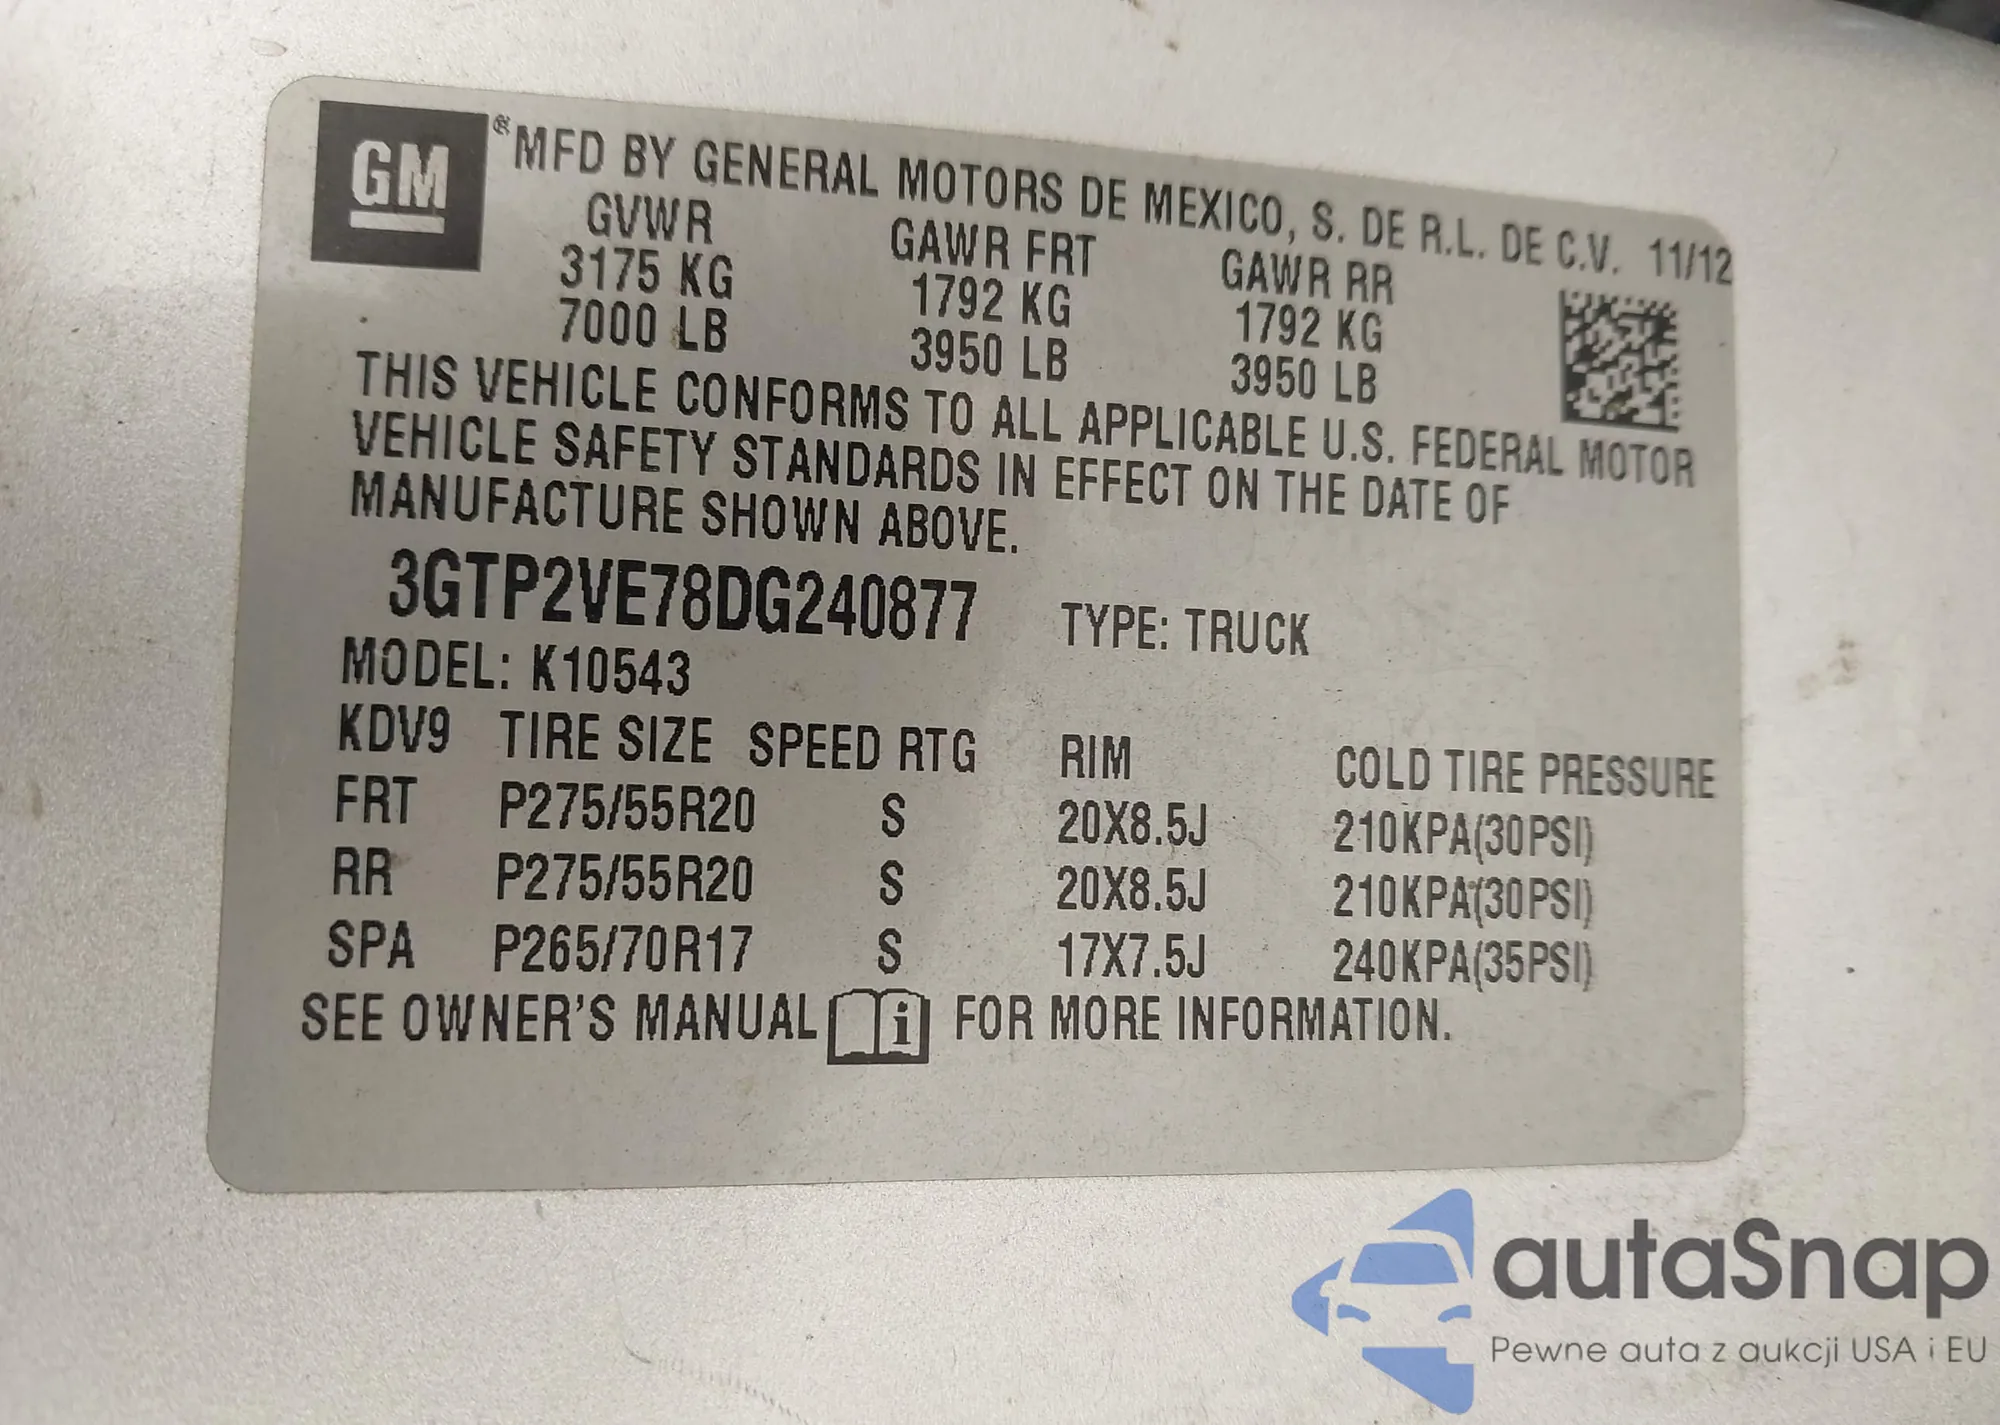 GM
®MFD BY GENERAL MOTORS DE MEXICO, S. DE R.L. DE C.V. 11/12
GVWR GAWR FRT GAWR RR
3175 KG 1792 KG 1792 KG
7000 LB 3950 LB 3950 LB
THIS VEHICLE CONFORMS TO ALL APPLICABLE U.S. FEDERAL MOTOR
VEHICLE SAFETY STANDARDS IN EFFECT ON THE DATE OF
MANUFACTURE SHOWN ABOVE.
3GTP2VE78DG240877 TYPE: TRUCK
MODEL: K10543
KDV9 TIRE SIZE SPEED RTG RIM COLD TIRE PRESSURE
FRT P275/55R20 S 20X8.5J 210KPA(30PSI)
RR P275/55R20 S 20X8.5J 210KPA(30PSI)
SPA P265/70R17 S 17X7.5J 240KPA(35PSI)
SEE OWNER'S MANUAL i FOR MORE INFORMATION.
autaSnap
Pewne auta z aukcji USA i EU